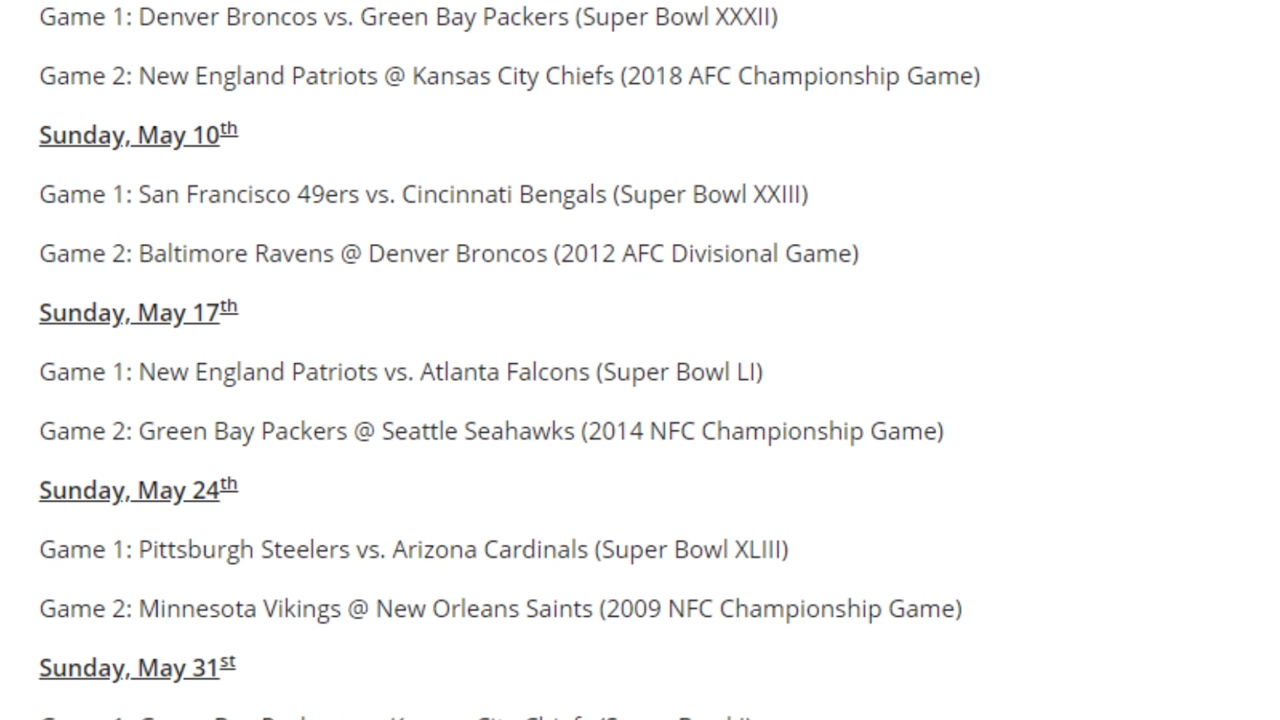 Game 1: Denver Broncos vs. Green Bay Packers (Super Bowl XXXII)
Game 2: New England Patriots @ Kansas City Chiefs (2018 AFC Championship Game)
Sunday, May 10th
Game 1: San Francisco 49ers vs. Cincinnati Bengals (Super Bowl XXIII)
Game 2: Baltimore Ravens @ Denver Broncos (2012 AFC Divisional Game)
Sunday, May 17th
Game 1: New England Patriots vs. Atlanta Falcons (Super Bowl LI)
Game 2: Green Bay Packers @ Seattle Seahawks (2014 NFC Championship Game)
Sunday, May 24th
Game 1: Pittsburgh Steelers vs. Arizona Cardinals (Super Bowl XLIII)
Game 2: Minnesota Vikings @ New Orleans Saints (2009 NFC Championship Game)
Sunday, May 31st